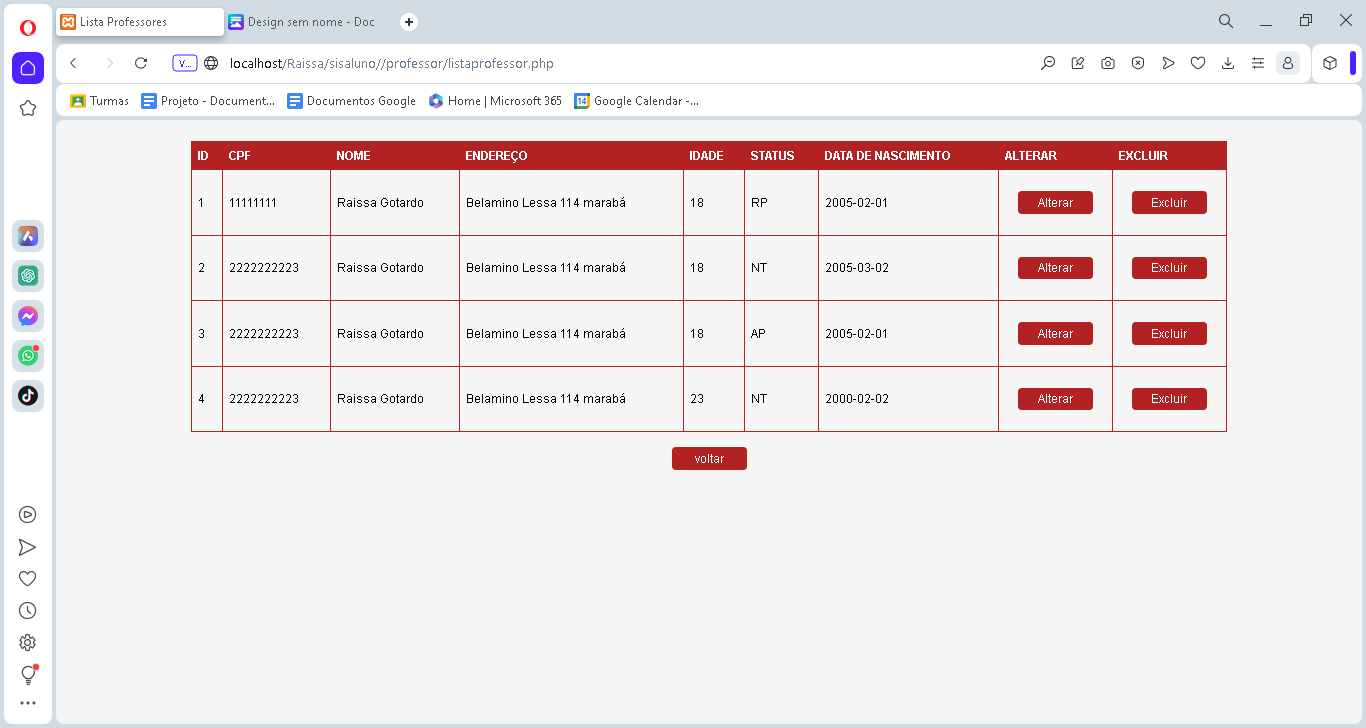 Lista Professores
Design sem nome - Doc
V...
localhost/Raissa/sisaluno//professor/listaprofessor.php
Turmas
Projeto - Document...
Documentos Google
Home | Microsoft 365
14
Google Calendar -...
ID CPF NOME ENDEREÇO IDADE STATUS DATA DE NASCIMENTO ALTERAR EXCLUIR
1 11111111 Raissa Gotardo Belamino Lessa 114 marabá 18 RP 2005-02-01 Alterar Excluir
2 2222222223 Raissa Gotardo Belamino Lessa 114 marabá 18 NT 2005-03-02 Alterar Excluir
3 2222222223 Raissa Gotardo Belamino Lessa 114 marabá 18 AP 2005-02-01 Alterar Excluir
4 2222222223 Raissa Gotardo Belamino Lessa 114 marabá 23 NT 2000-02-02 Alterar Excluir
voltar